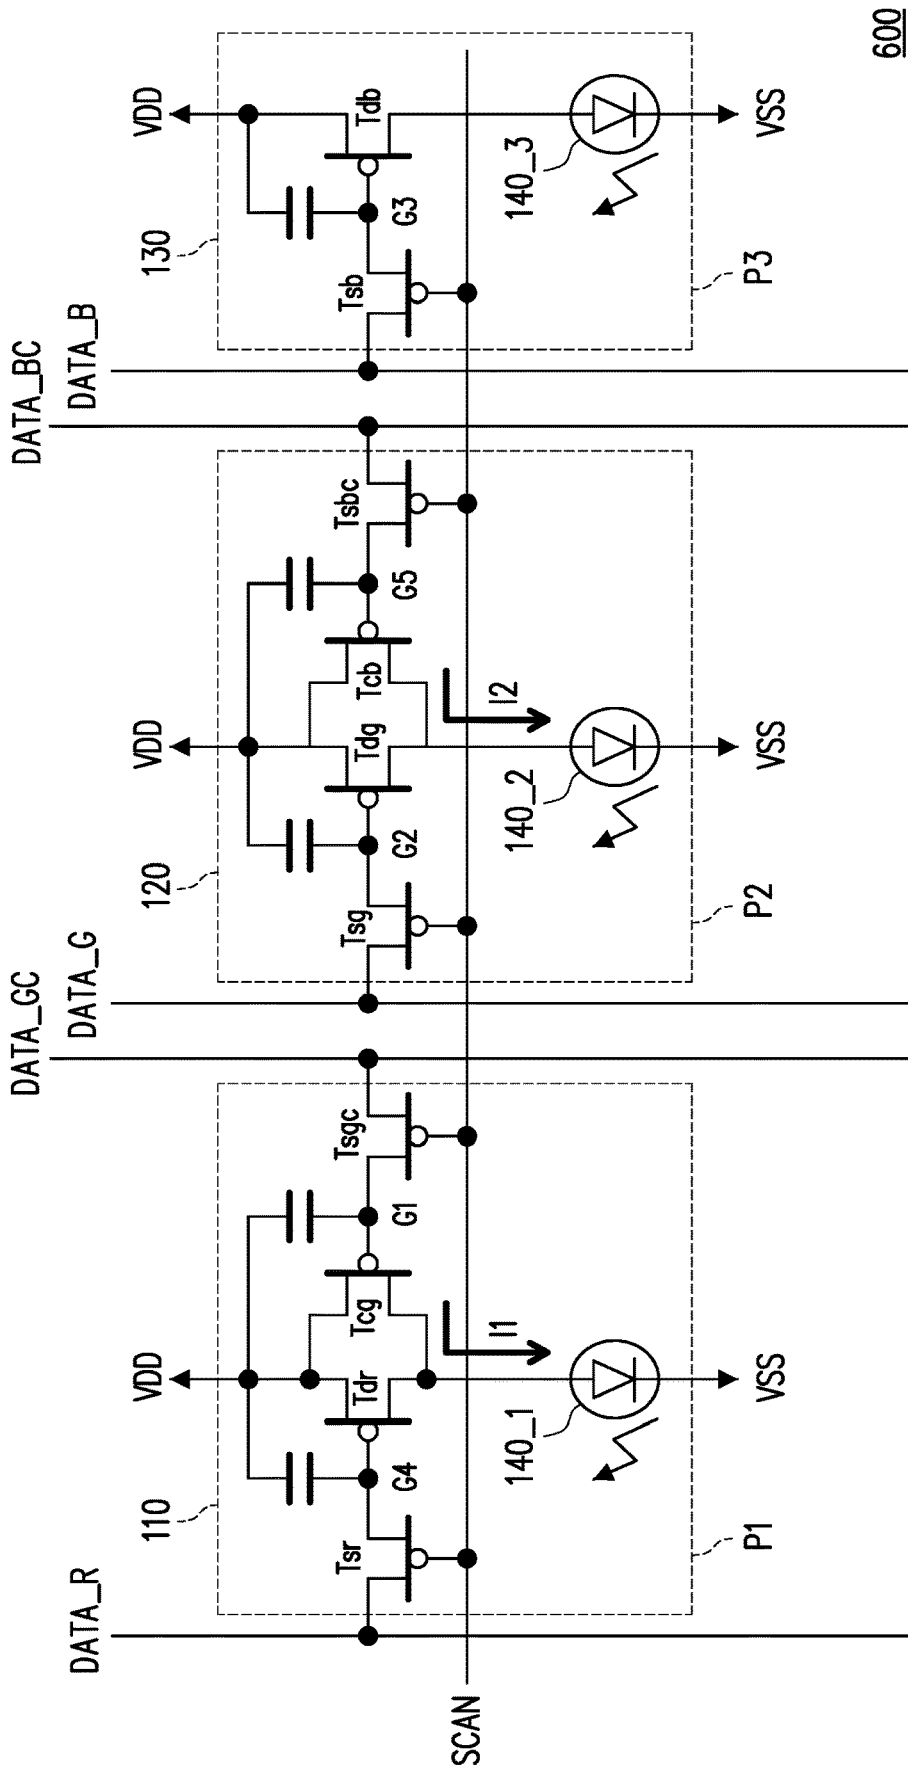 600
DATA_GC
DATA_BC
DATA_R
DATA_G
DATA_B
110
VDD
120
VDD
130
VDD
Tsr
Tdr
Tcg
Tsgc
Tsg
Tdg
Tcb
Tsbc
Tsb
Tdb
G4
G1
G2
G5
G3
SCAN
I1
I2
140_1
140_2
140_3
P1
VSS
P2
VSS
P3
VSS